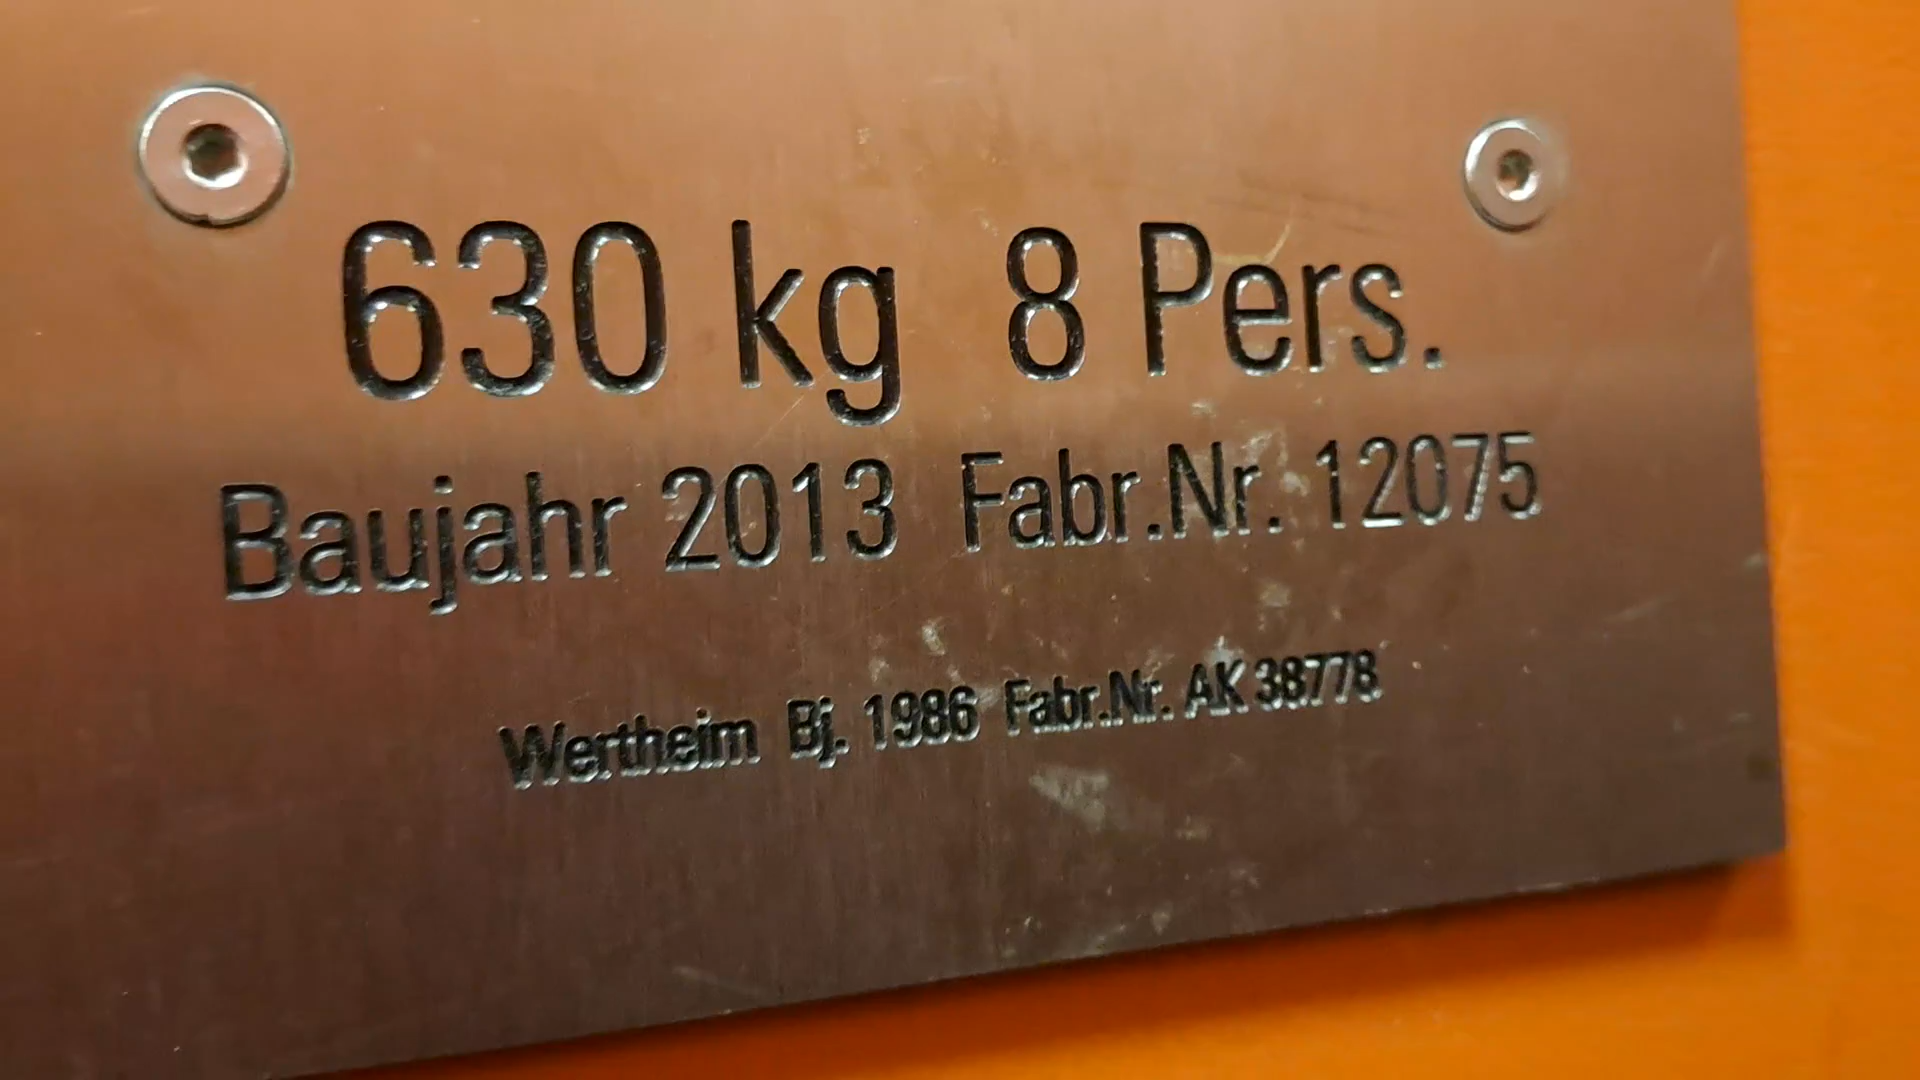 630 kg 8 Pers.
Baujahr 2013 Fabr.Nr. 12075
Wertheim Bj. 1986 Fabr.Nr. AK 38778